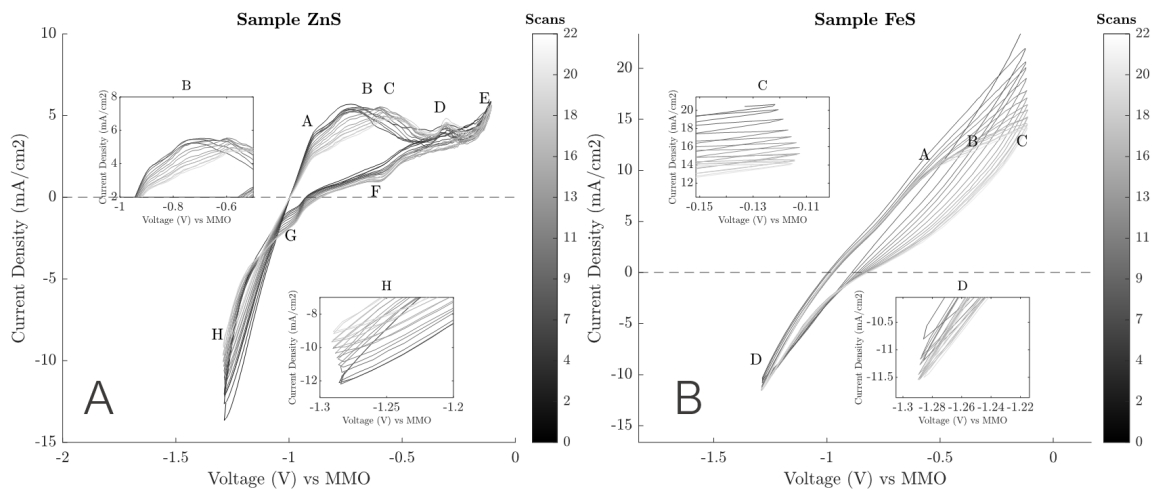 Sample ZnS
Scans
10
5
0
-5
-10
-15
-2
-1.5
-1
-0.5
0
Current Density (mA/cm2)
Voltage (V) vs MMO
22
20
18
16
13
11
9
7
4
2
0
B
8
6
4
2
-1
-0.8
-0.6
Current Density (mA/cm2)
Voltage (V) vs MMO
A
B
C
D
E
F
G
H
H
-8
-9
-10
-11
-12
-1.3
-1.25
-1.2
Current Density (mA/cm2)
Voltage (V) vs MMO
A
Sample FeS
Scans
20
15
10
5
0
-5
-10
-15
-1.5
-1
-0.5
0
Current Density (mA/cm2)
Voltage (V) vs MMO
22
20
18
16
13
11
9
7
4
2
0
C
21
20
18
16
14
12
-0.15
-0.13
-0.11
Current Density (mA/cm2)
Voltage (V) vs MMO
A
B
C
D
D
-10.5
-11
-11.5
-1.3
-1.28
-1.26
-1.24
-1.22
Current Density (mA/cm2)
Voltage (V) vs MMO
B